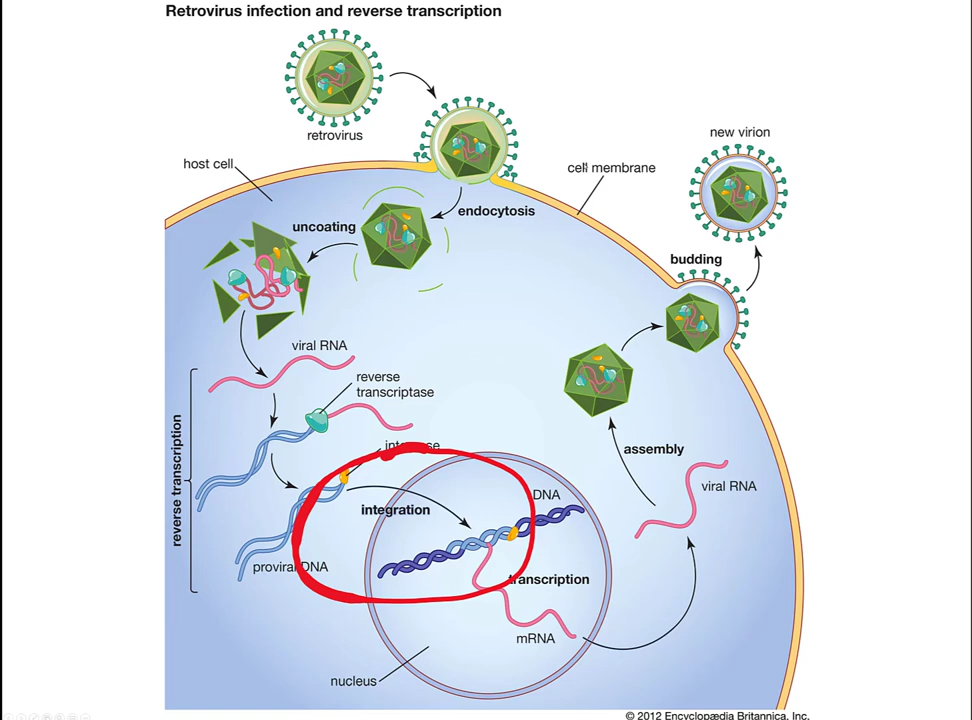 Retrovirus infection and reverse transcription
retrovirus
new virion
host cell
cell membrane
endocytosis
uncoating
budding
viral RNA
reverse
transcriptase
reverse transcription
assembly
viral RNA
DNA
integration
proviral DNA
transcription
mRNA
nucleus
© 2012 Encyclopædia Britannica, Inc.